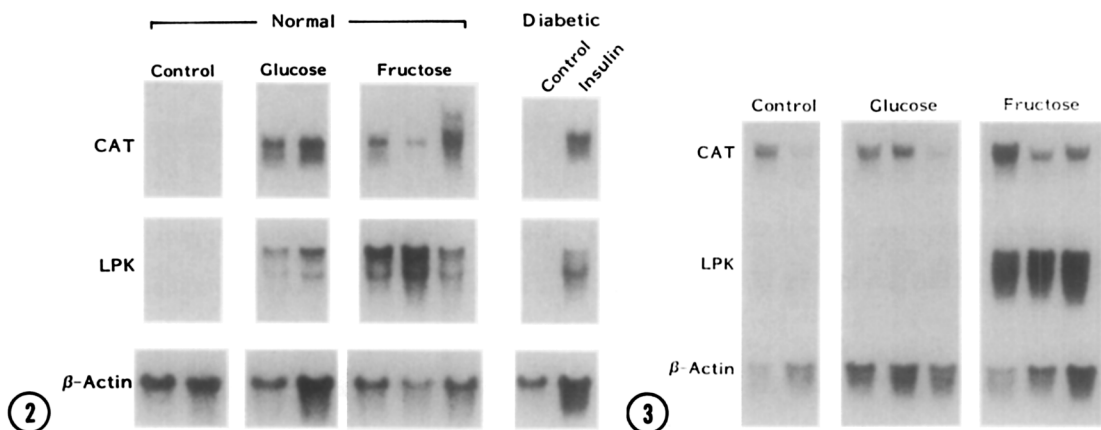 Normal
Diabetic
Control Glucose Fructose Control Insulin
CAT
LPK
β-Actin
2
Control Glucose Fructose
CAT
LPK
β-Actin
3